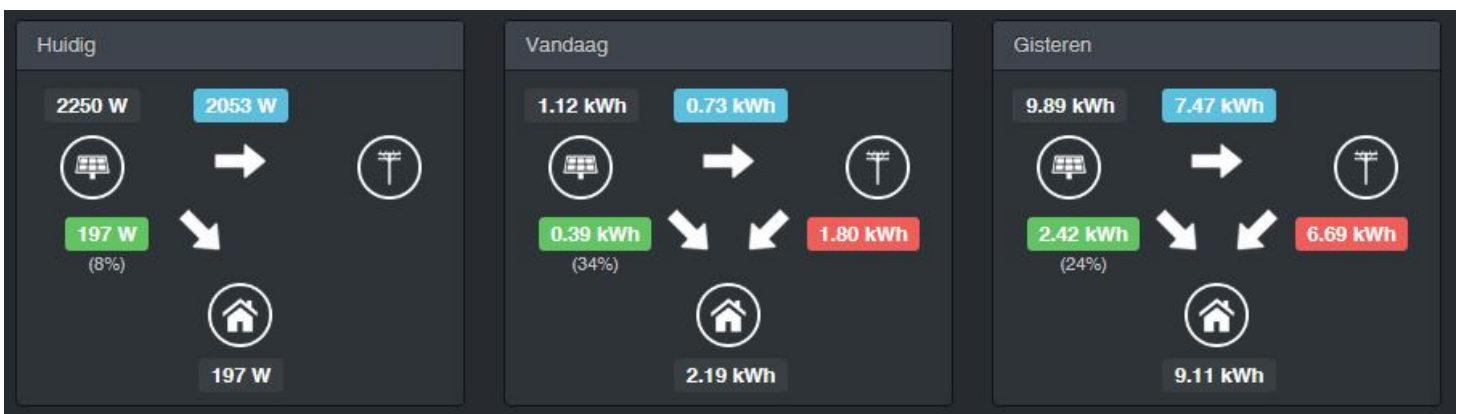 Huidig
2250 W
2053 W
197 W
(8%)
197 W
Vandaag
1.12 kWh
0.73 kWh
0.39 kWh
1.80 kWh
(34%)
2.19 kWh
Gisteren
9.89 kWh
7.47 kWh
2.42 kWh
6.69 kWh
(24%)
9.11 kWh